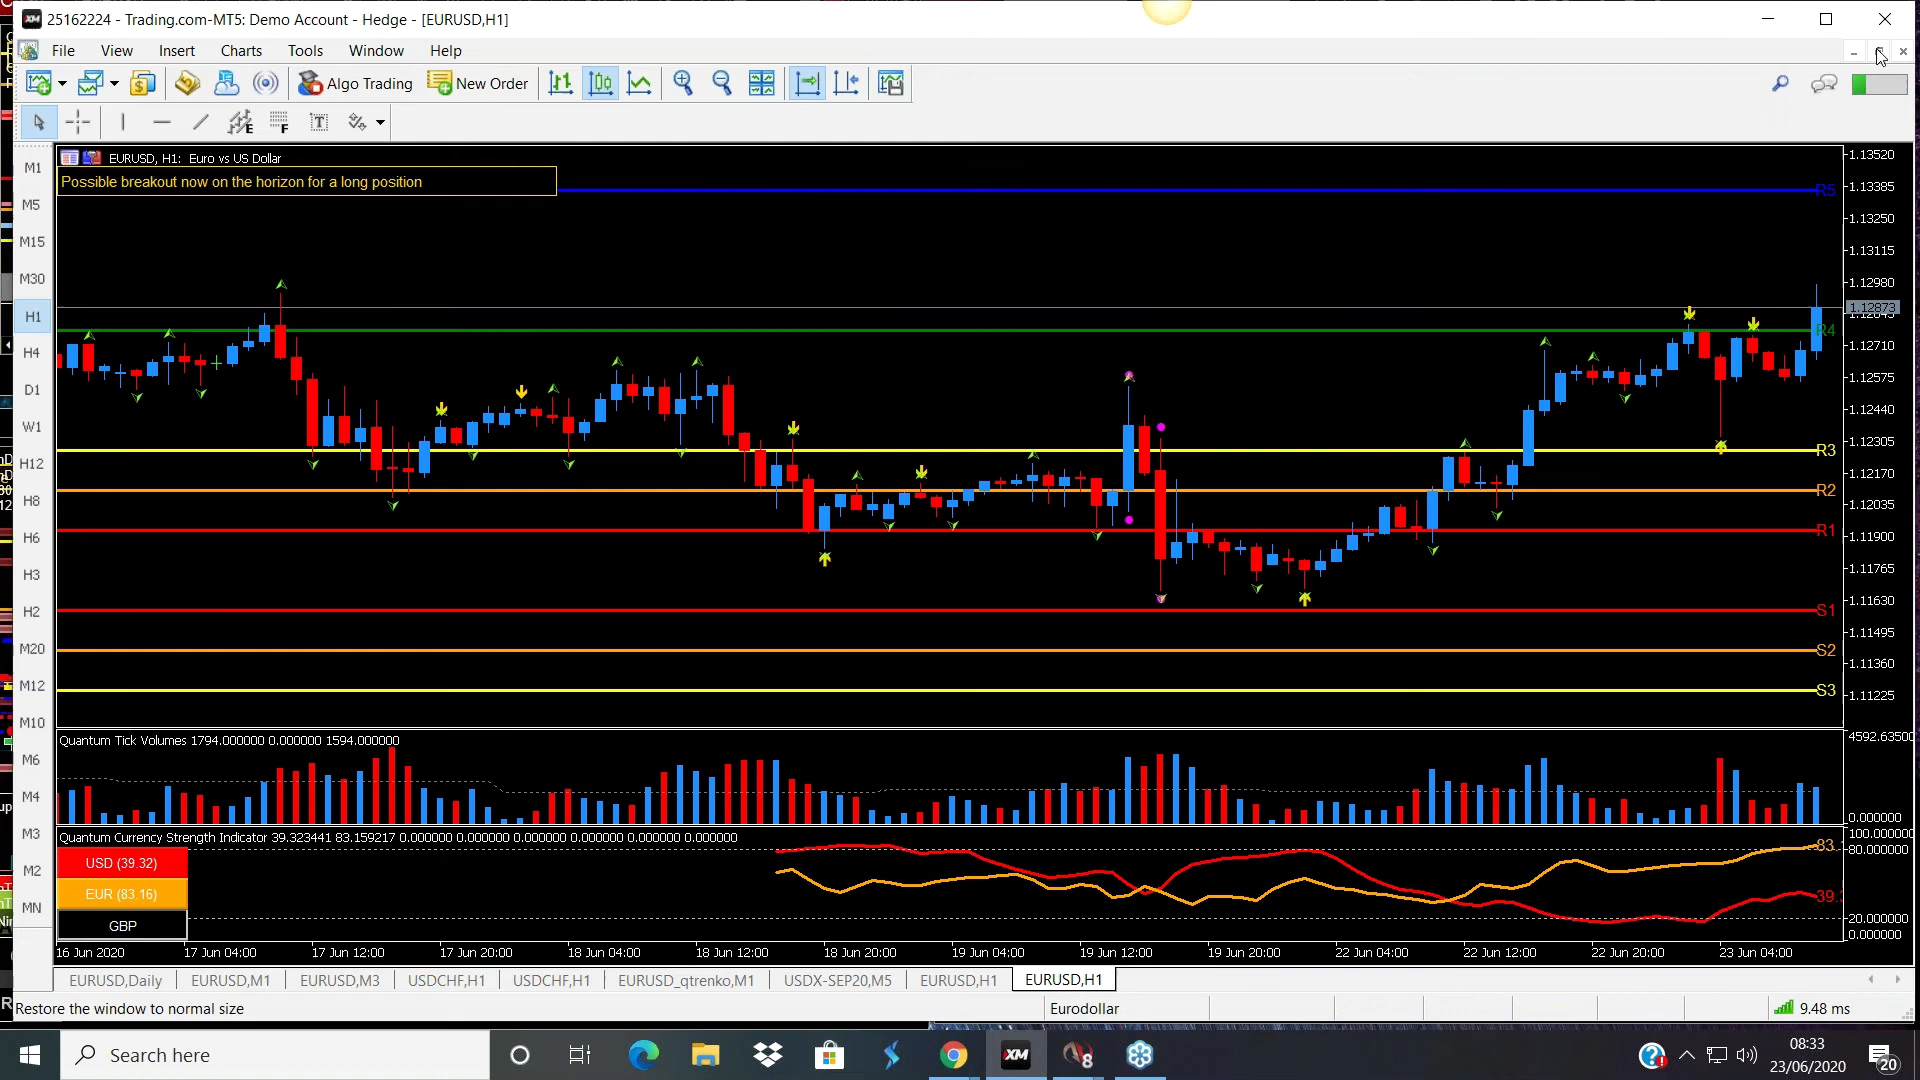 25162224 - Trading.com-MT5: Demo Account - Hedge - [EURUSD,H1]
File View Insert Charts Tools Window Help
Algo Trading New Order
EURUSD, H1: Euro vs US Dollar
Possible breakout now on the horizon for a long position
M1
M5
M15
M30
H1
H4
D1
W1
H12
H8
H6
H3
H2
M20
M12
M10
M6
M4
M3
M2
MN
R5
R4
R3
R2
R1
S1
S2
S3
1.13520
1.13385
1.13250
1.13115
1.12980
1.12873
1.12845
1.12710
1.12575
1.12440
1.12305
1.12170
1.12035
1.11900
1.11765
1.11630
1.11495
1.11360
1.11225
Quantum Tick Volumes 1794.000000 0.000000 1594.000000
4592.63500
0.000000
Quantum Currency Strength Indicator 39.323441 83.159217 0.000000 0.000000 0.000000 0.000000 0.000000 0.000000
USD (39.32)
EUR (83.16)
GBP
100.000000
80.000000
20.000000
0.000000
16 Jun 2020 17 Jun 04:00 17 Jun 12:00 17 Jun 20:00 18 Jun 04:00 18 Jun 12:00 18 Jun 20:00 19 Jun 04:00 19 Jun 12:00 19 Jun 20:00 22 Jun 04:00 22 Jun 12:00 22 Jun 20:00 23 Jun 04:00
EURUSD,Daily EURUSD,M1 EURUSD,M3 USDCHF,H1 USDCHF,H1 EURUSD_qtrenko,M1 USDX-SEP20,M5 EURUSD,H1 EURUSD,H1
Restore the window to normal size Eurodollar 9.48 ms
Search here
XM
8
08:33
23/06/2020
20